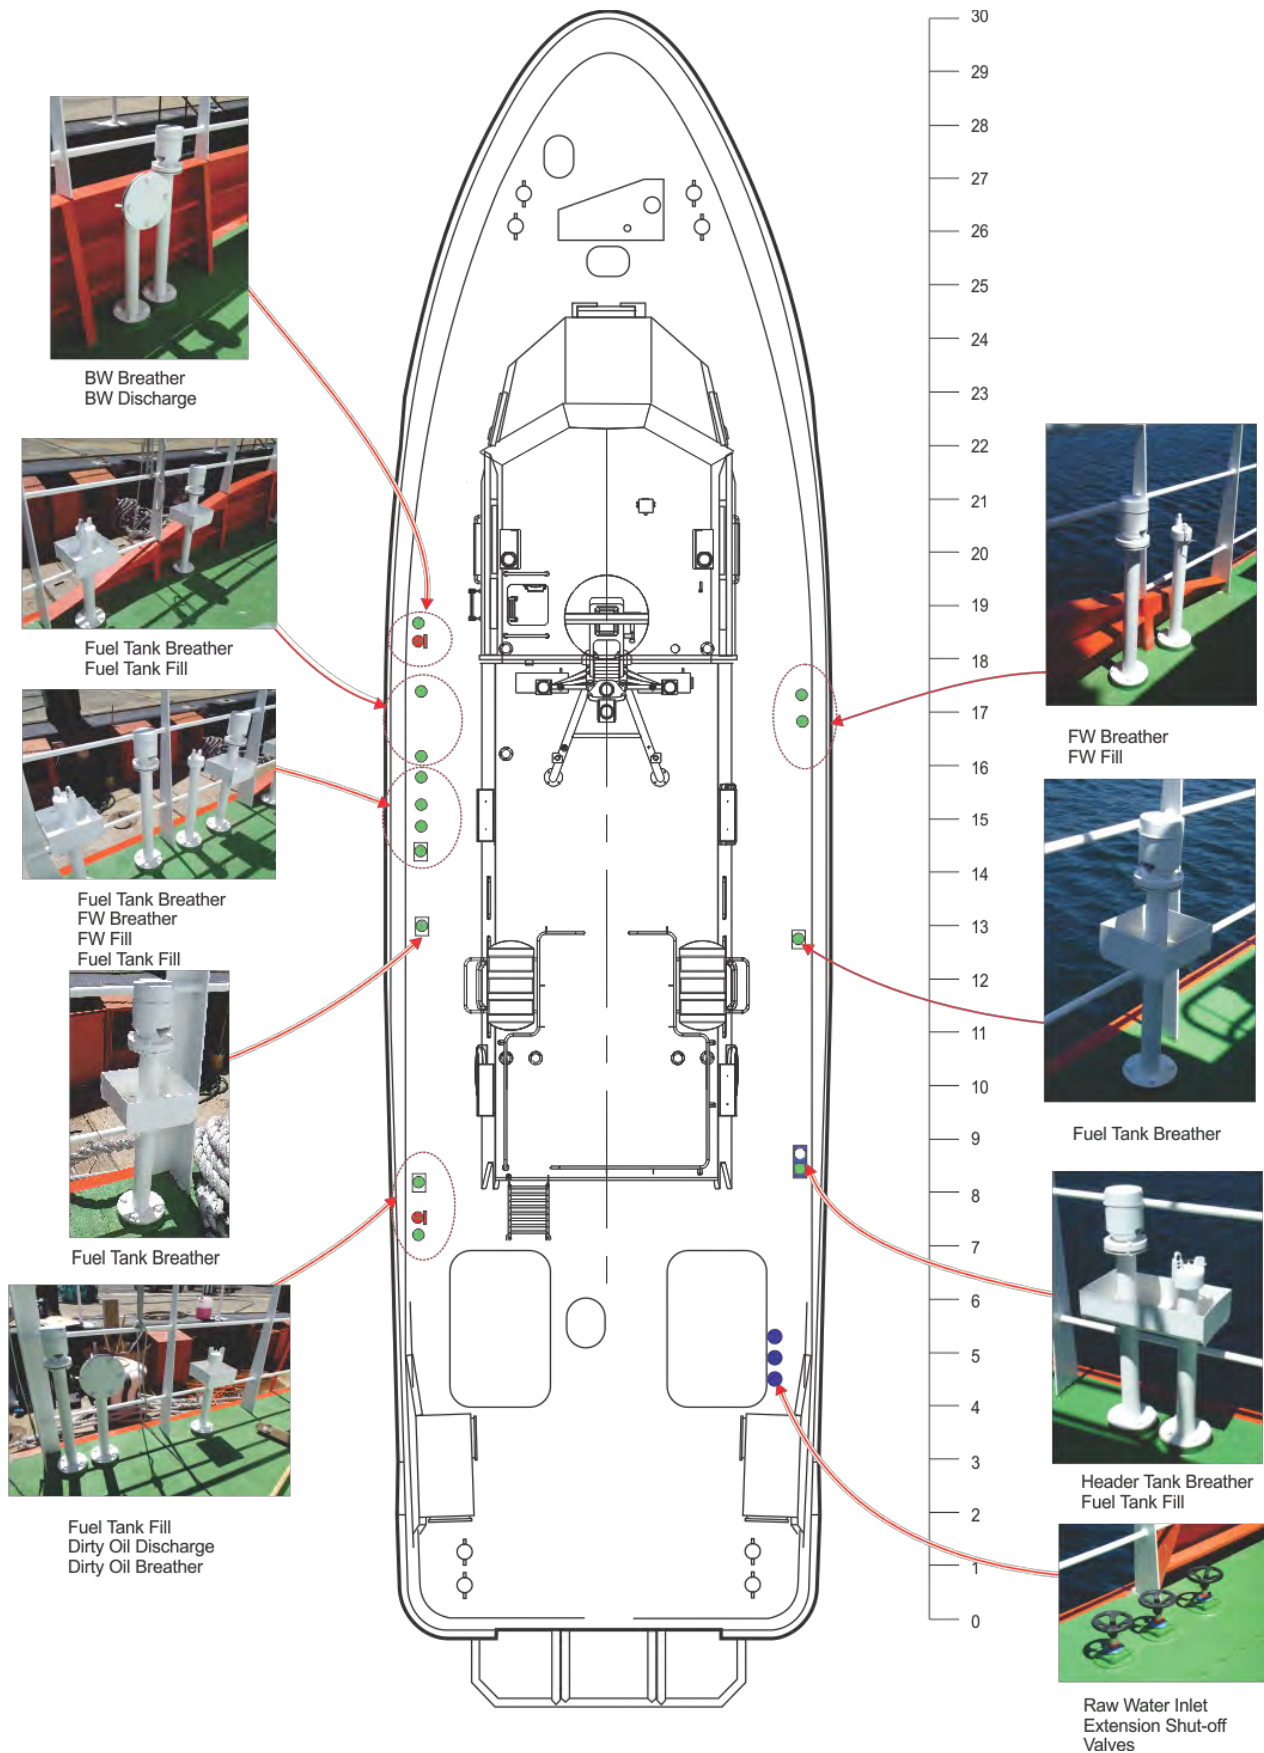 BW Breather
BW Discharge
Fuel Tank Breather
Fuel Tank Fill
Fuel Tank Breather
FW Breather
FW Fill
Fuel Tank Fill
Fuel Tank Breather
Fuel Tank Fill
Dirty Oil Discharge
Dirty Oil Breather
30
29
28
27
26
25
24
23
22
21
20
19
18
17
16
15
14
13
12
11
10
9
8
7
6
5
4
3
2
1
0
FW Breather
FW Fill
Fuel Tank Breather
Header Tank Breather
Fuel Tank Fill
Raw Water Inlet
Extension Shut-off
Valves